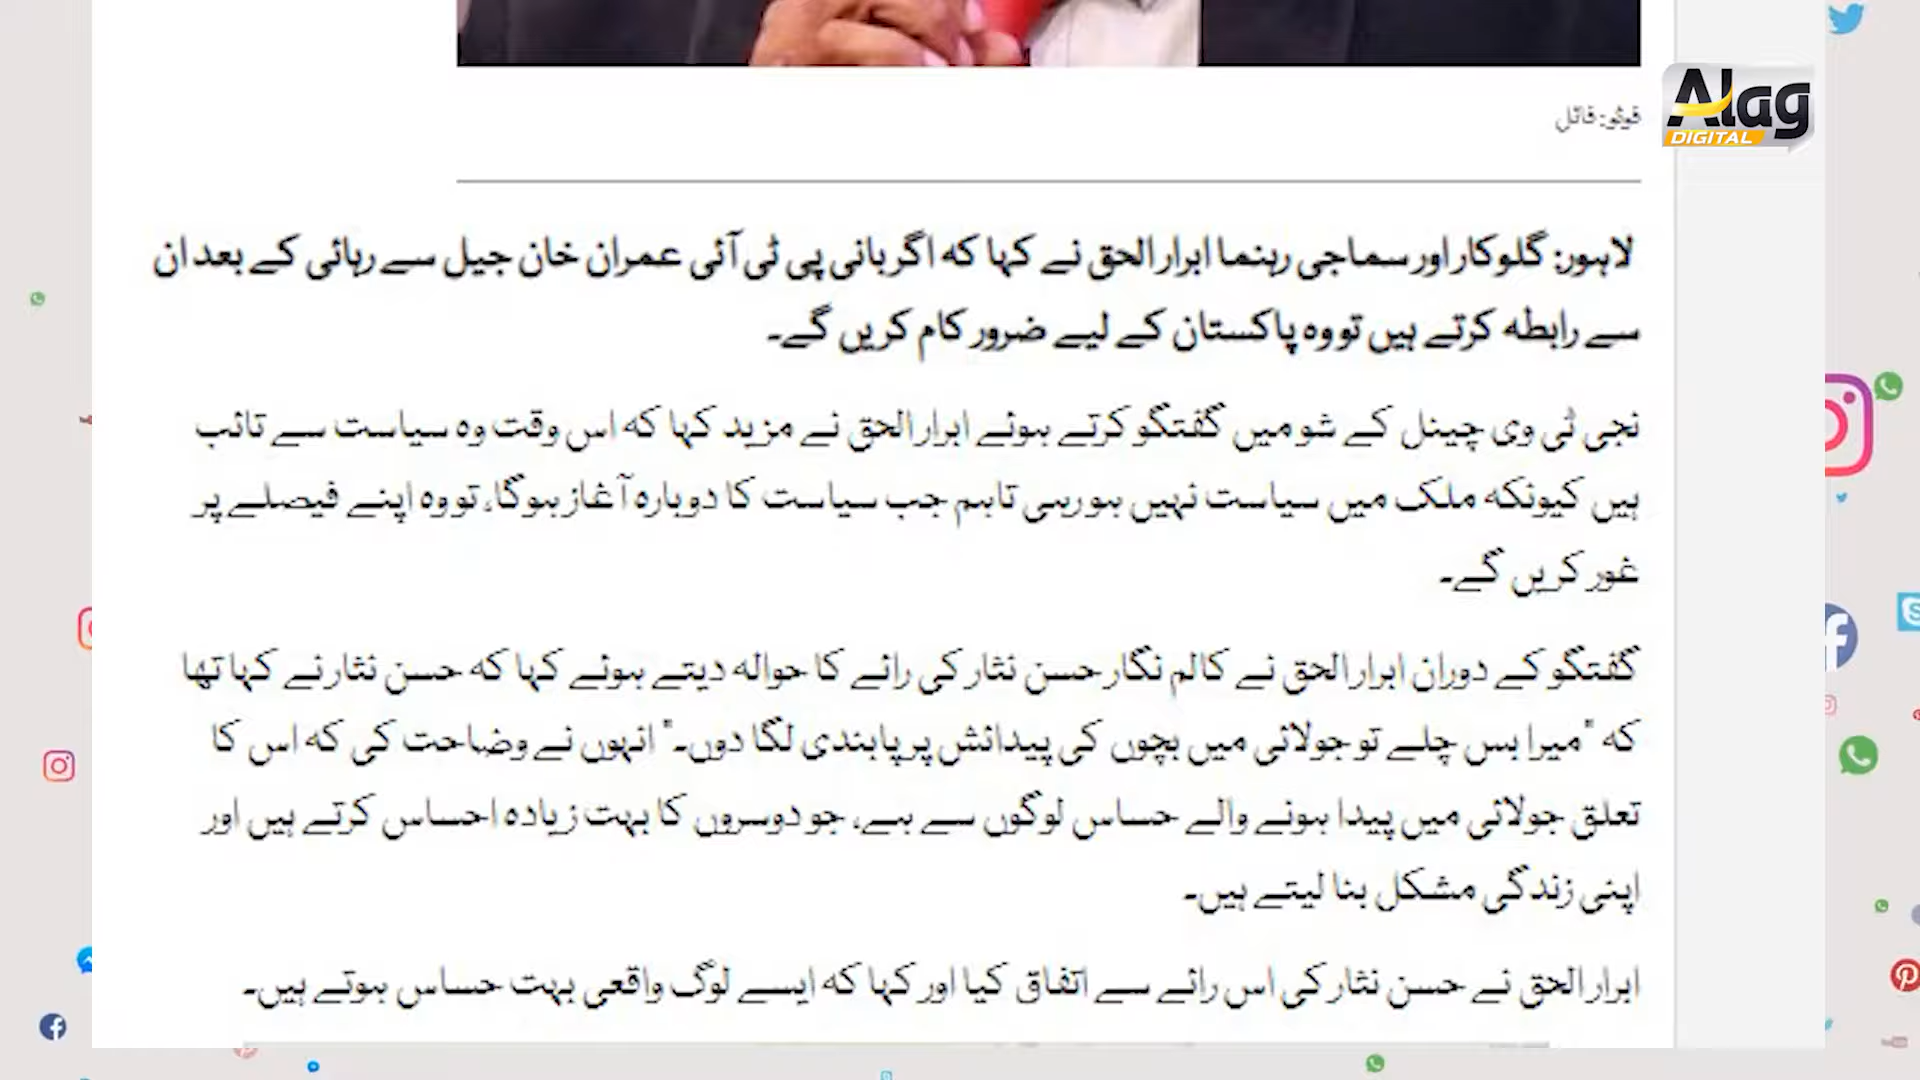 Alag
DIGITAL
فوٹو: فائل
لاہور: گلوکار اور سماجی رہنما ابرار الحق نے کہا کہ اگر بانی پی ٹی آئی عمران خان جیل سے رہائی کے بعد ان
سے رابطہ کرتے ہیں تو وہ پاکستان کے لیے ضرور کام کریں گے۔
نجی ٹی وی چینل کے شو میں گفتگو کرتے ہوئے ابرار الحق نے مزید کہا کہ اس وقت وہ سیاست سے تائب
ہیں کیونکہ ملک میں سیاست نہیں ہو رہی تاہم جب سیاست کا دوبارہ آغاز ہوگا، تو وہ اپنے فیصلے پر
غور کریں گے۔
گفتگو کے دوران ابرار الحق نے کالم نگار حسن نثار کی رائے کا حوالہ دیتے ہوئے کہا کہ حسن نثار نے کہا تھا
کہ "میرا بس چلے تو جولائی میں بچوں کی پیدائش پر پابندی لگا دوں۔" انہوں نے وضاحت کی کہ اس کا
تعلق جولائی میں پیدا ہونے والے حساس لوگوں سے ہے، جو دوسروں کا بہت زیادہ احساس کرتے ہیں اور
اپنی زندگی مشکل بنا لیتے ہیں۔
ابرار الحق نے حسن نثار کی اس رائے سے اتفاق کیا اور کہا کہ ایسے لوگ واقعی بہت حساس ہوتے ہیں۔